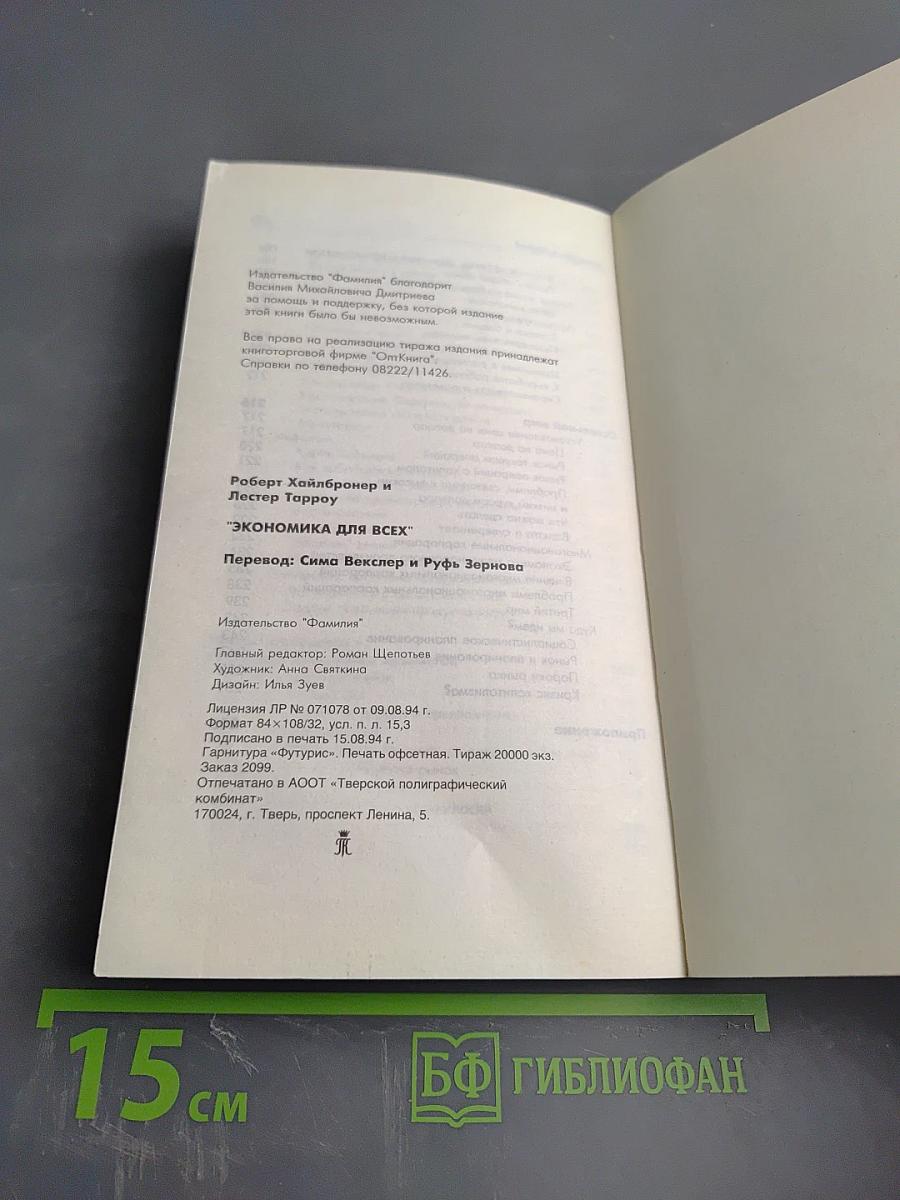 Издательство "Фамилия" благодарит
Василия Михайловича Дмитриева
за помощь и поддержку, без которой издание
этой книги было бы невозможным.
Все права на реализацию тиража издания принадлежат
книготорговой фирме "ОтКнига".
Справки по телефону 08222/11426.
Роберт Хайлбронер и
Лестер Тарроу
"ЭКОНОМИКА ДЛЯ ВСЕХ"
Перевод: Сима Векслер и Руфь Зернова
Издательство "Фамилия"
Главный редактор: Роман Щепотьев
Художник: Анна Святкина
Дизайн: Илья Зуев
Лицензия ЛР № 071078 от 09.08.94 г.
Формат 84×108/32, усл. п. л. 15,3
Подписано в печать 15.08.94 г.
Гарнитура «Футурис». Печать офсетная. Тираж 20000 экз.
Заказ 2099.
Отпечатано в АООТ «Тверской полиграфический
комбинат»
170024, г. Тверь, проспект Ленина, 5.
15 см
БФ ГИБЛИОФАН